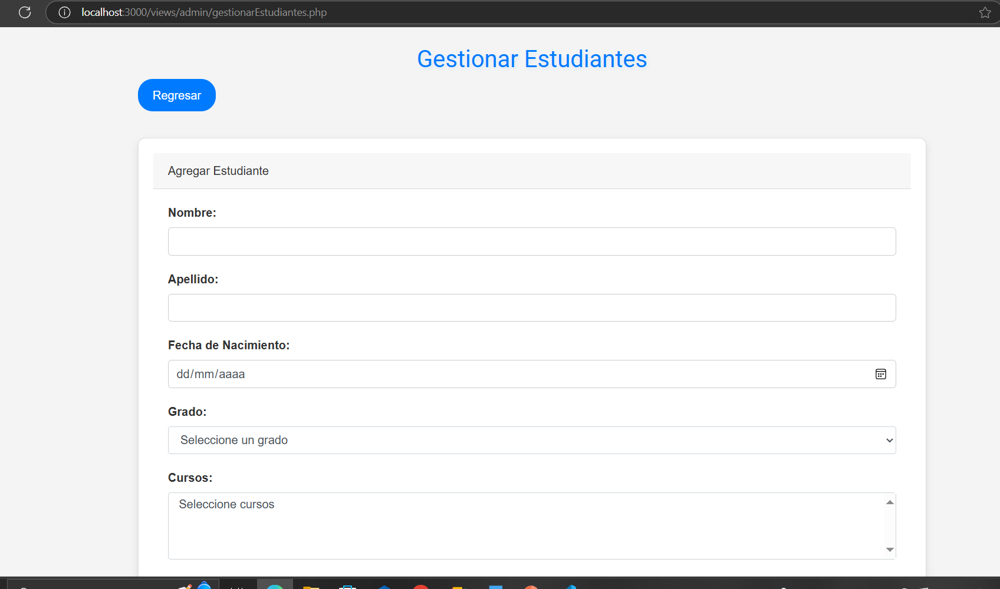 localhost:3000/views/admin/gestionarEstudiantes.php
Gestionar Estudiantes
Regresar
Agregar Estudiante
Nombre:
Apellido:
Fecha de Nacimiento:
dd/mm/aaaa
Grado:
Seleccione un grado
Cursos:
Seleccione cursos